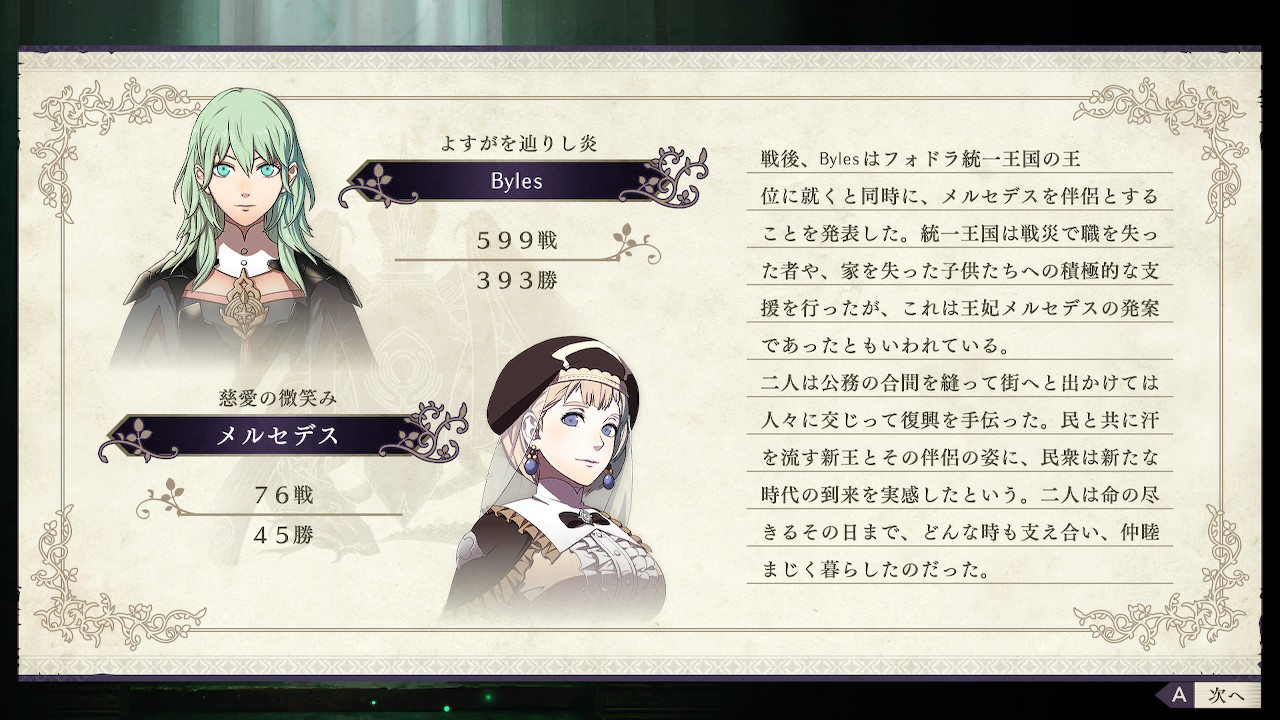 よすがを辿りし炎
Byles
599戦
393勝
慈愛の微笑み
メルセデス
76戦
45勝
戦後、Bylesはフォドラ統一王国の王
位に就くと同時に、メルセデスを伴侶とする
ことを発表した。統一王国は戦災で職を失っ
た者や、家を失った子供たちへの積極的な支
援を行ったが、これは王妃メルセデスの発案
であったともいわれている。
二人は公務の合間を縫って街へと出かけては
人々に交じって復興を手伝った。民と共に汗
を流す新王とその伴侶の姿に、民衆は新たな
時代の到来を実感したという。二人は命の尽
きるその日まで、どんな時も支え合い、仲睦
まじく暮らしたのだった。
A 次へ